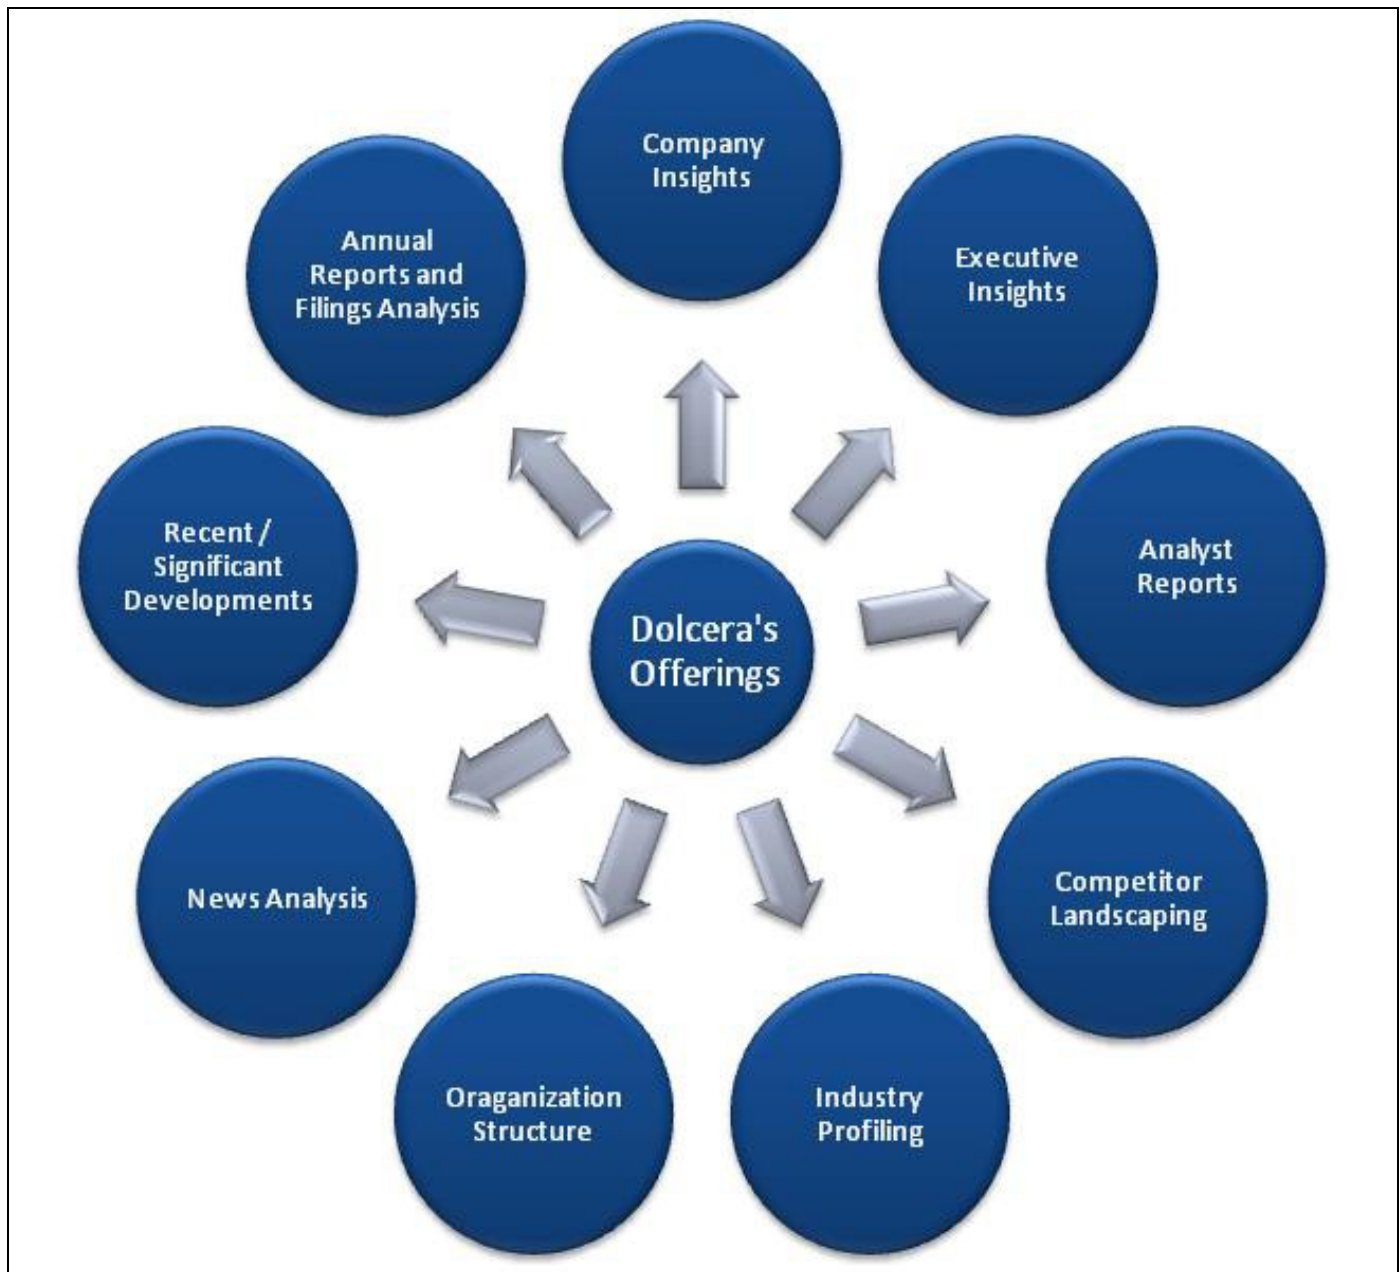 Company
Insights
Executive
Insights
Analyst
Reports
Competitor
Landscaping
Industry
Profiling
Oraganization
Structure
News Analysis
Recent /
Significant
Developments
Annual
Reports and
Filings Analysis
Dolcera's
Offerings